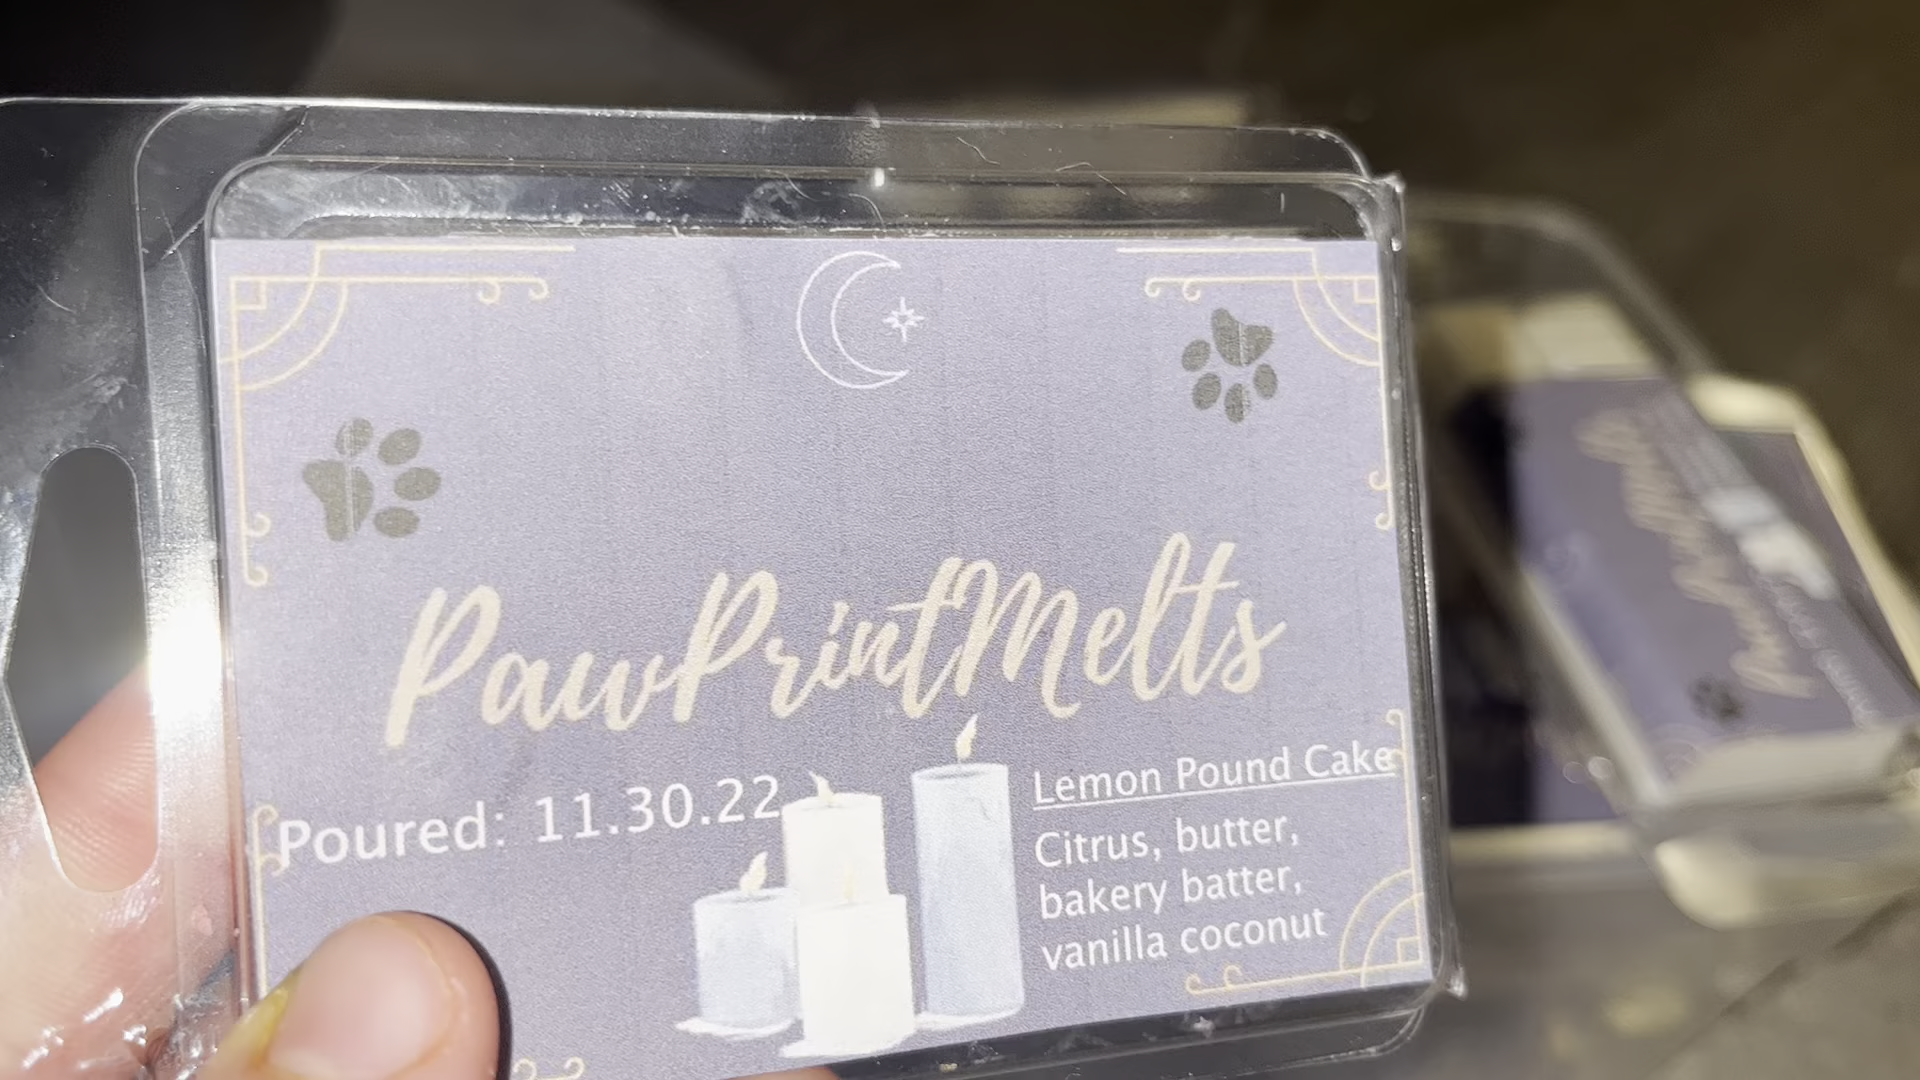 PawPrintMelts
Poured: 11.30.22
Lemon Pound Cake
Citrus, butter,
bakery batter,
vanilla coconut